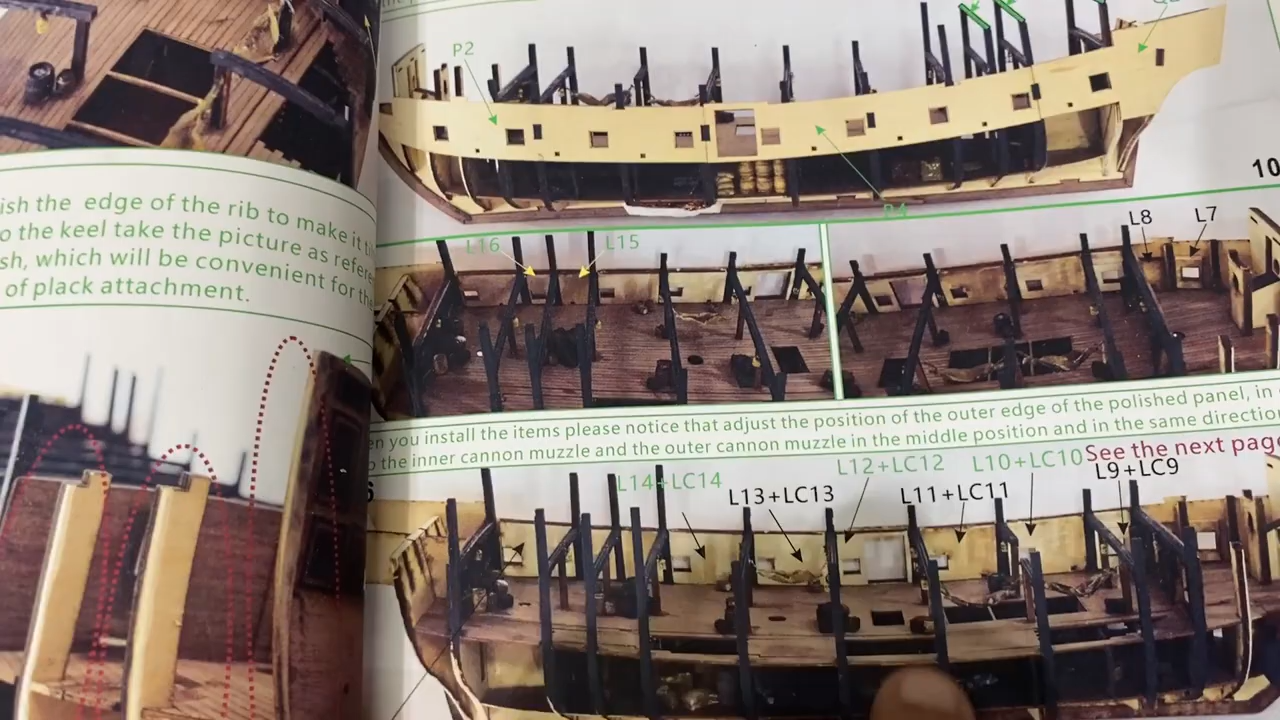 ish the edge of the rib to make it
o the keel take the picture as refere
sh, which will be convenient for the
of plack attachment.
P2
10
L16
L15
L8
L7
en you install the items please notice that adjust the position of the outer edge of the polished panel, in
o the inner cannon muzzle and the outer cannon muzzle in the middle position and in the same directio
See the next pag
L14+LC14
L13+LC13
L12+LC12
L11+LC11
L10+LC10
L9+LC9